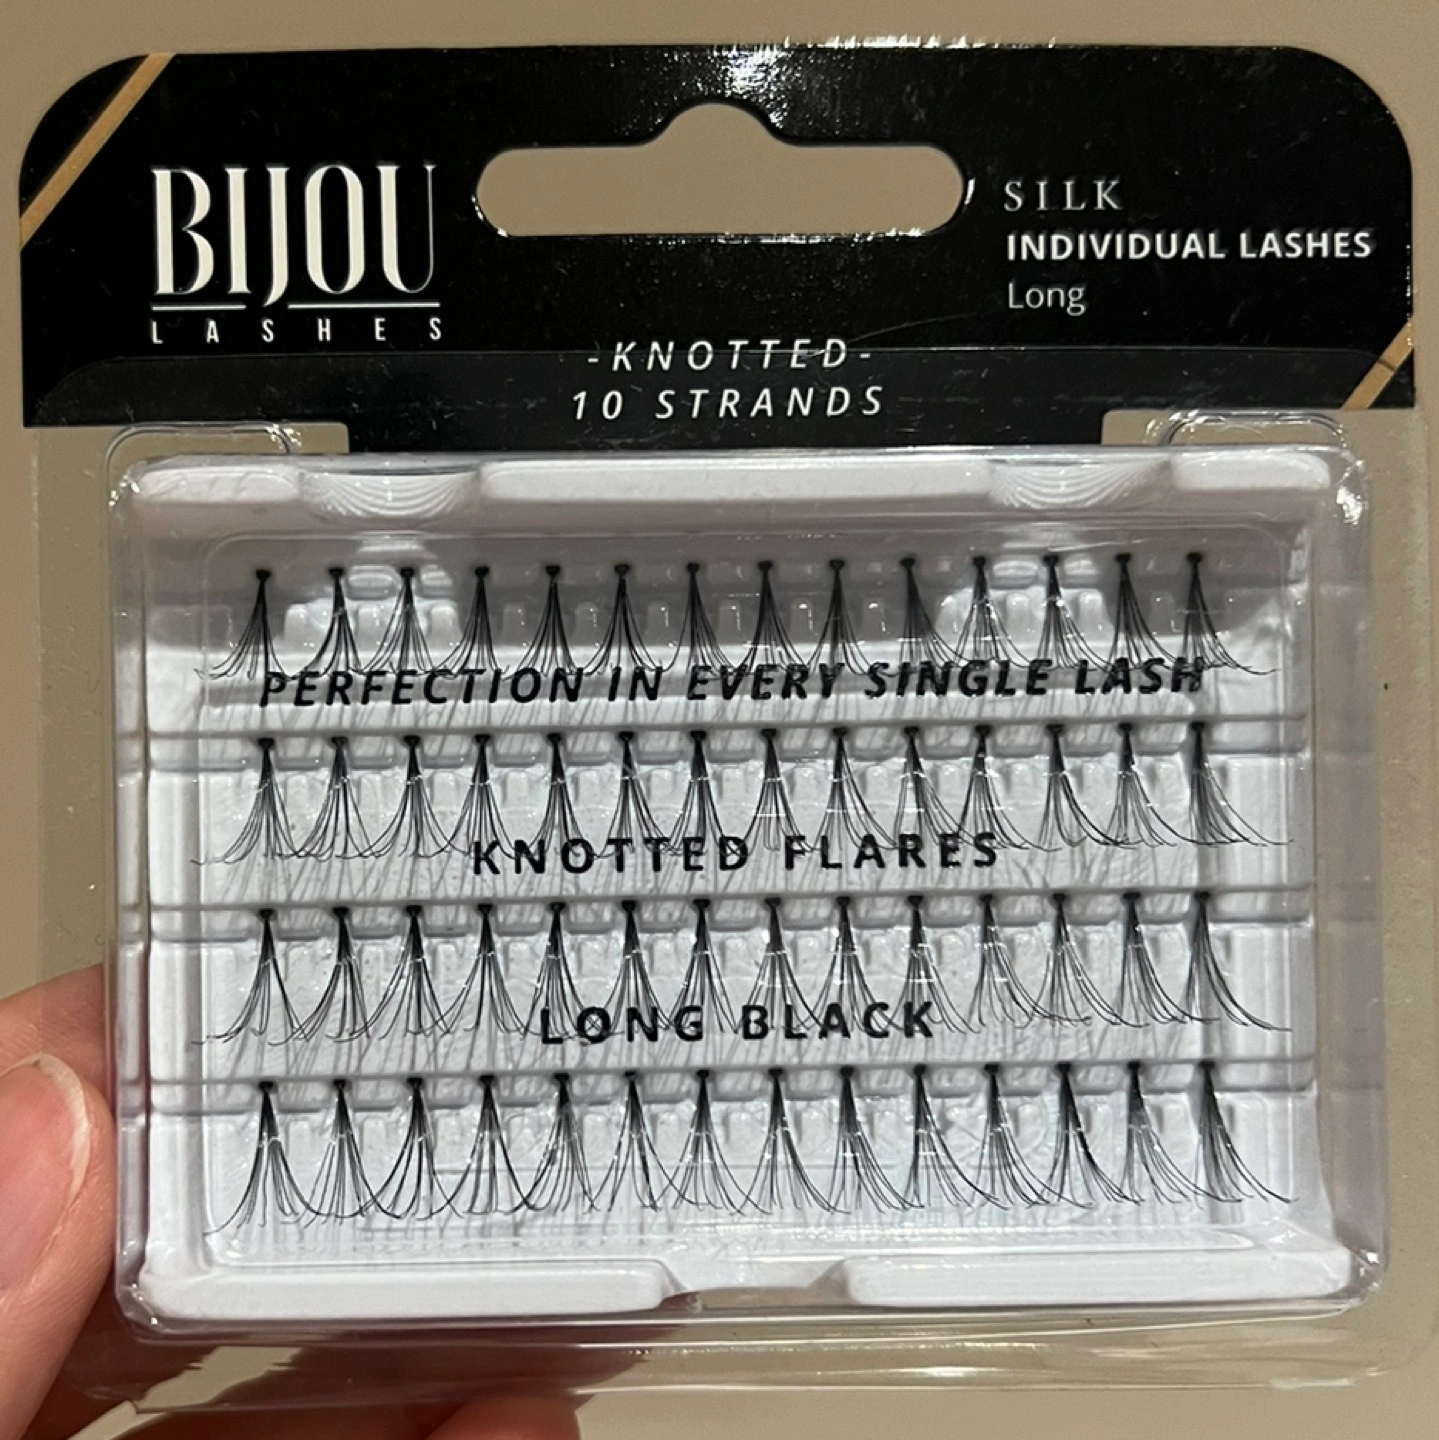 BIJOU
LASHES
SILK
INDIVIDUAL LASHES
Long
-KNOTTED-
10 STRANDS
PERFECTION IN EVERY SINGLE LASH
KNOTTED FLARES
LONG BLACK